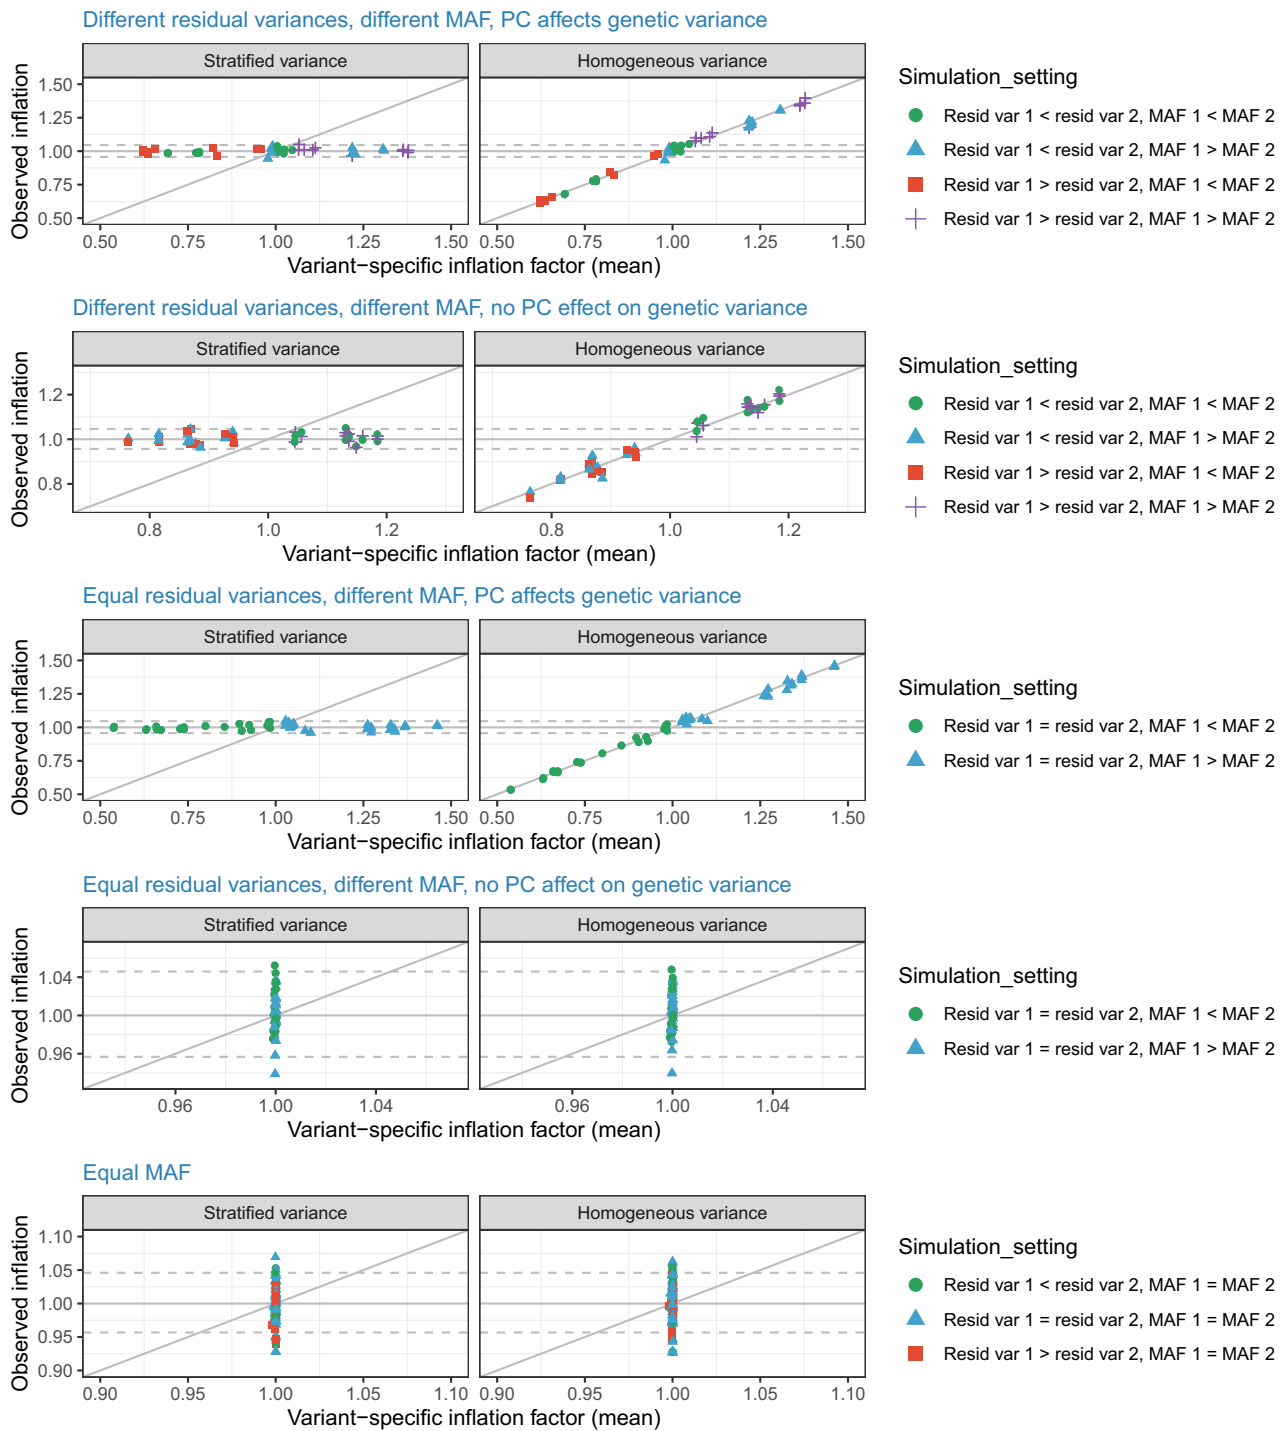 Different residual variances, different MAF, PC affects genetic variance
Stratified variance
Homogeneous variance
Observed inflation
1.50
1.25
1.00
0.75
0.50
0.50 0.75 1.00 1.25 1.50
0.50 0.75 1.00 1.25 1.50
Variant−specific inflation factor (mean)
Simulation_setting
Resid var 1 < resid var 2, MAF 1 < MAF 2
Resid var 1 < resid var 2, MAF 1 > MAF 2
Resid var 1 > resid var 2, MAF 1 < MAF 2
Resid var 1 > resid var 2, MAF 1 > MAF 2
Different residual variances, different MAF, no PC effect on genetic variance
Stratified variance
Homogeneous variance
Observed inflation
1.2
1.0
0.8
0.8 1.0 1.2
0.8 1.0 1.2
Variant−specific inflation factor (mean)
Simulation_setting
Resid var 1 < resid var 2, MAF 1 < MAF 2
Resid var 1 < resid var 2, MAF 1 > MAF 2
Resid var 1 > resid var 2, MAF 1 < MAF 2
Resid var 1 > resid var 2, MAF 1 > MAF 2
Equal residual variances, different MAF, PC affects genetic variance
Stratified variance
Homogeneous variance
Observed inflation
1.50
1.25
1.00
0.75
0.50
0.50 0.75 1.00 1.25 1.50
0.50 0.75 1.00 1.25 1.50
Variant−specific inflation factor (mean)
Simulation_setting
Resid var 1 = resid var 2, MAF 1 < MAF 2
Resid var 1 = resid var 2, MAF 1 > MAF 2
Equal residual variances, different MAF, no PC affect on genetic variance
Stratified variance
Homogeneous variance
Observed inflation
1.04
1.00
0.96
0.96 1.00 1.04
0.96 1.00 1.04
Variant−specific inflation factor (mean)
Simulation_setting
Resid var 1 = resid var 2, MAF 1 < MAF 2
Resid var 1 = resid var 2, MAF 1 > MAF 2
Equal MAF
Stratified variance
Homogeneous variance
Observed inflation
1.10
1.05
1.00
0.95
0.90
0.90 0.95 1.00 1.05 1.10
0.90 0.95 1.00 1.05 1.10
Variant−specific inflation factor (mean)
Simulation_setting
Resid var 1 < resid var 2, MAF 1 = MAF 2
Resid var 1 = resid var 2, MAF 1 = MAF 2
Resid var 1 > resid var 2, MAF 1 = MAF 2